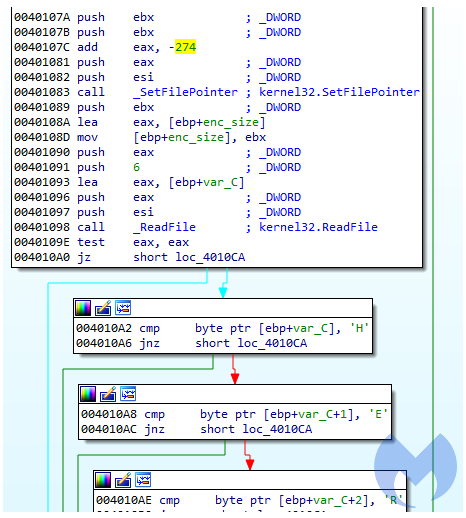 0040107A push ebx ; _DWORD
0040107B push ebx ; _DWORD
0040107C add eax, -274
00401081 push eax ; _DWORD
00401082 push esi ; _DWORD
00401083 call _SetFilePointer ; kernel32.SetFilePointer
00401089 push ebx ; _DWORD
0040108A lea eax, [ebp+enc_size]
0040108D mov [ebp+enc_size], ebx
00401090 push eax ; _DWORD
00401091 push 6 ; _DWORD
00401093 lea eax, [ebp+var_C]
00401096 push eax ; _DWORD
00401097 push esi ; _DWORD
00401098 call _ReadFile ; kernel32.ReadFile
0040109E test eax, eax
004010A0 jz short loc_4010CA
004010A2 cmp byte ptr [ebp+var_C], 'H'
004010A6 jnz short loc_4010CA
004010A8 cmp byte ptr [ebp+var_C+1], 'E'
004010AC jnz short loc_4010CA
004010AE cmp byte ptr [ebp+var_C+2], 'R'